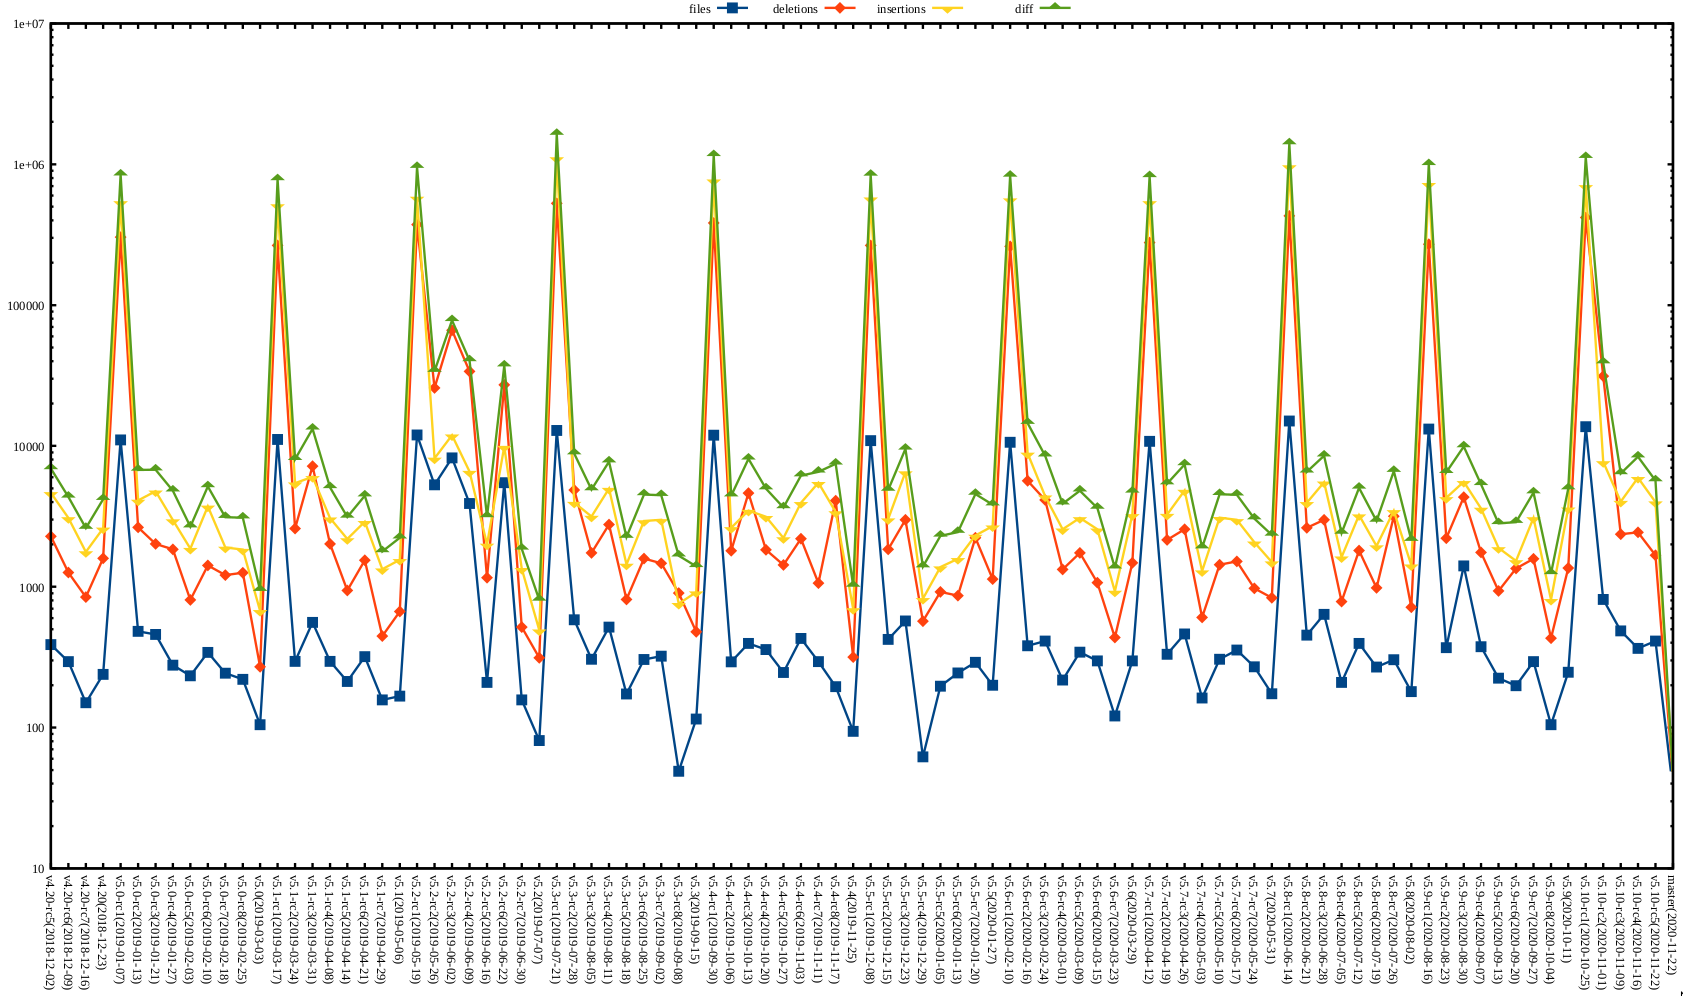 files deletions insertions diff
1e+07
1e+06
100000
10000
1000
100
10
v4.20-rc5(2018-12-02)
v4.20-rc6(2018-12-09)
v4.20-rc7(2018-12-16)
v4.20(2018-12-23)
v5.0-rc1(2019-01-07)
v5.0-rc2(2019-01-13)
v5.0-rc3(2019-01-21)
v5.0-rc4(2019-01-27)
v5.0-rc5(2019-02-03)
v5.0-rc6(2019-02-10)
v5.0-rc7(2019-02-18)
v5.0-rc8(2019-02-25)
v5.0(2019-03-03)
v5.1-rc1(2019-03-17)
v5.1-rc2(2019-03-24)
v5.1-rc3(2019-03-31)
v5.1-rc4(2019-04-08)
v5.1-rc5(2019-04-14)
v5.1-rc6(2019-04-21)
v5.1-rc7(2019-04-29)
v5.1(2019-05-06)
v5.2-rc1(2019-05-19)
v5.2-rc2(2019-05-26)
v5.2-rc3(2019-06-02)
v5.2-rc4(2019-06-09)
v5.2-rc5(2019-06-16)
v5.2-rc6(2019-06-22)
v5.2-rc7(2019-06-30)
v5.2(2019-07-07)
v5.3-rc1(2019-07-21)
v5.3-rc2(2019-07-28)
v5.3-rc3(2019-08-05)
v5.3-rc4(2019-08-11)
v5.3-rc5(2019-08-18)
v5.3-rc6(2019-08-25)
v5.3-rc7(2019-09-02)
v5.3-rc8(2019-09-08)
v5.3(2019-09-15)
v5.4-rc1(2019-09-30)
v5.4-rc2(2019-10-06)
v5.4-rc3(2019-10-13)
v5.4-rc4(2019-10-20)
v5.4-rc5(2019-10-27)
v5.4-rc6(2019-11-03)
v5.4-rc7(2019-11-11)
v5.4-rc8(2019-11-17)
v5.4(2019-11-25)
v5.5-rc1(2019-12-08)
v5.5-rc2(2019-12-15)
v5.5-rc3(2019-12-23)
v5.5-rc4(2019-12-29)
v5.5-rc5(2020-01-05)
v5.5-rc6(2020-01-13)
v5.5-rc7(2020-01-20)
v5.5(2020-01-27)
v5.6-rc1(2020-02-10)
v5.6-rc2(2020-02-16)
v5.6-rc3(2020-02-24)
v5.6-rc4(2020-03-01)
v5.6-rc5(2020-03-09)
v5.6-rc6(2020-03-15)
v5.6-rc7(2020-03-23)
v5.6(2020-03-29)
v5.7-rc1(2020-04-12)
v5.7-rc2(2020-04-19)
v5.7-rc3(2020-04-26)
v5.7-rc4(2020-05-03)
v5.7-rc5(2020-05-10)
v5.7-rc6(2020-05-17)
v5.7-rc7(2020-05-24)
v5.7(2020-05-31)
v5.8-rc1(2020-06-14)
v5.8-rc2(2020-06-21)
v5.8-rc3(2020-06-28)
v5.8-rc4(2020-07-05)
v5.8-rc5(2020-07-12)
v5.8-rc6(2020-07-19)
v5.8-rc7(2020-07-26)
v5.8(2020-08-02)
v5.9-rc1(2020-08-16)
v5.9-rc2(2020-08-23)
v5.9-rc3(2020-08-30)
v5.9-rc4(2020-09-07)
v5.9-rc5(2020-09-13)
v5.9-rc6(2020-09-20)
v5.9-rc7(2020-09-27)
v5.9-rc8(2020-10-04)
v5.9(2020-10-11)
v5.10-rc1(2020-10-25)
v5.10-rc2(2020-11-01)
v5.10-rc3(2020-11-09)
v5.10-rc4(2020-11-16)
v5.10-rc5(2020-11-22)
master(2020-11-22)